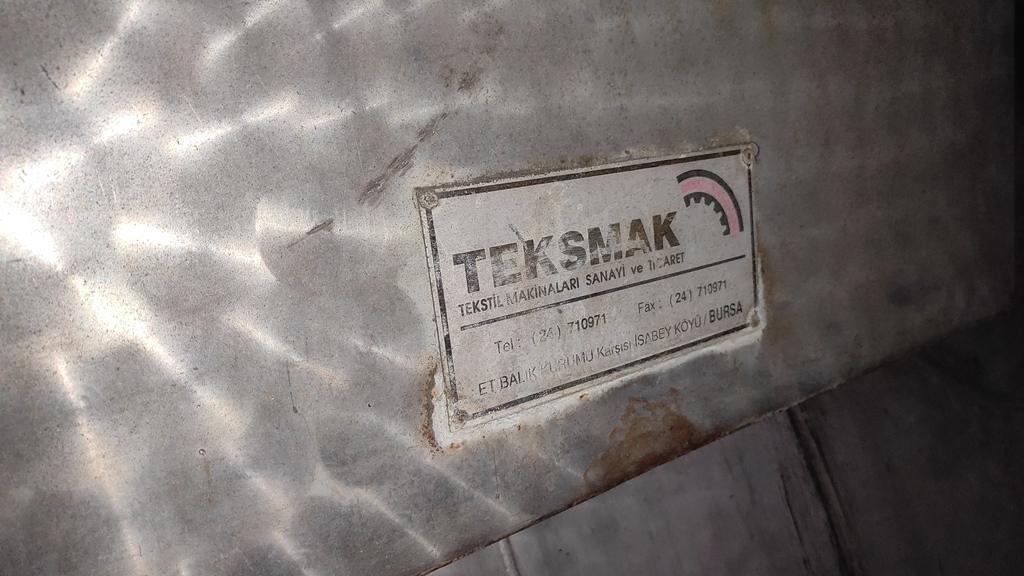 TEKSMAK
TEKSTİL MAKİNALARI SANAYİ ve TİCARET
Tel : (24) 710971 Fax : (24) 710971
ET BALIK KURUMU Karşısı İSABEY KÖYÜ / BURSA